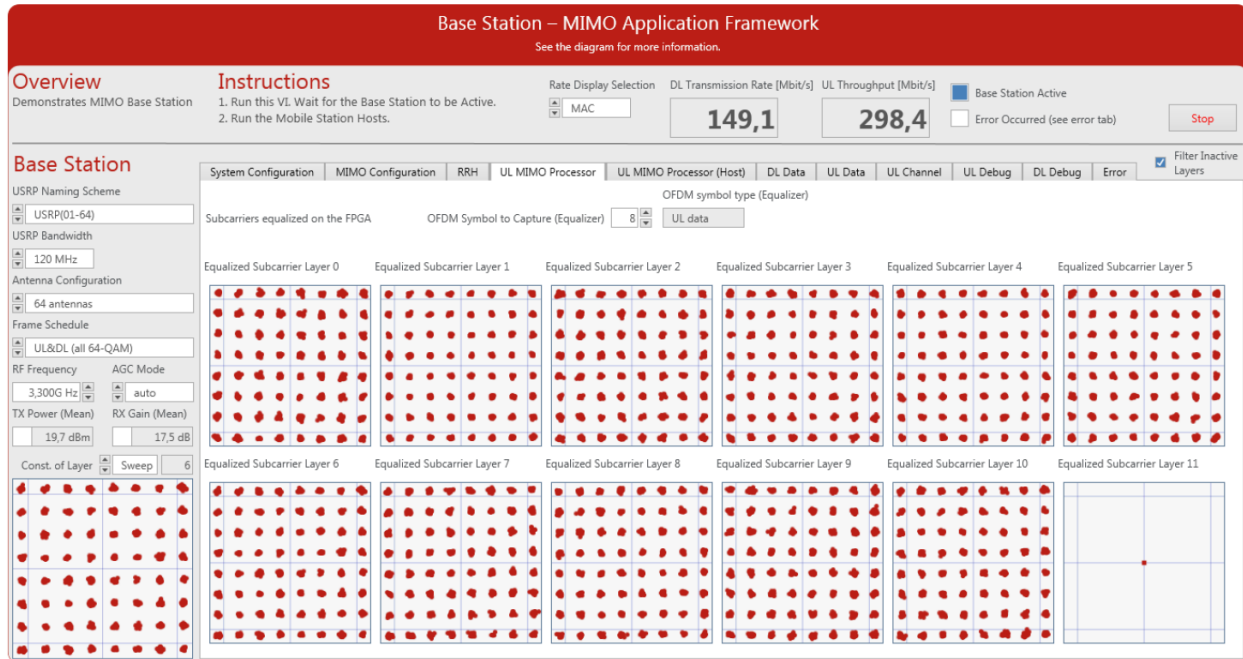 Base Station – MIMO Application Framework
See the diagram for more information.
Overview
Demonstrates MIMO Base Station
Instructions
1. Run this VI. Wait for the Base Station to be Active.
2. Run the Mobile Station Hosts.
Rate Display Selection
MAC
DL Transmission Rate [Mbit/s]
149,1
UL Throughput [Mbit/s]
298,4
Base Station Active
Error Occurred (see error tab)
Stop
Base Station
USRP Naming Scheme
USRP(01-64)
USRP Bandwidth
120 MHz
Antenna Configuration
64 antennas
Frame Schedule
UL&DL (all 64-QAM)
RF Frequency
AGC Mode
3,300G Hz
auto
TX Power (Mean)
RX Gain (Mean)
19,7 dBm
17,5 dB
Const. of Layer
Sweep
6
System Configuration
MIMO Configuration
RRH
UL MIMO Processor
UL MIMO Processor (Host)
DL Data
UL Data
UL Channel
UL Debug
DL Debug
Error
Filter Inactive
Layers
OFDM symbol type (Equalizer)
Subcarriers equalized on the FPGA
OFDM Symbol to Capture (Equalizer)
8
UL data
Equalized Subcarrier Layer 0
Equalized Subcarrier Layer 1
Equalized Subcarrier Layer 2
Equalized Subcarrier Layer 3
Equalized Subcarrier Layer 4
Equalized Subcarrier Layer 5
Equalized Subcarrier Layer 6
Equalized Subcarrier Layer 7
Equalized Subcarrier Layer 8
Equalized Subcarrier Layer 9
Equalized Subcarrier Layer 10
Equalized Subcarrier Layer 11